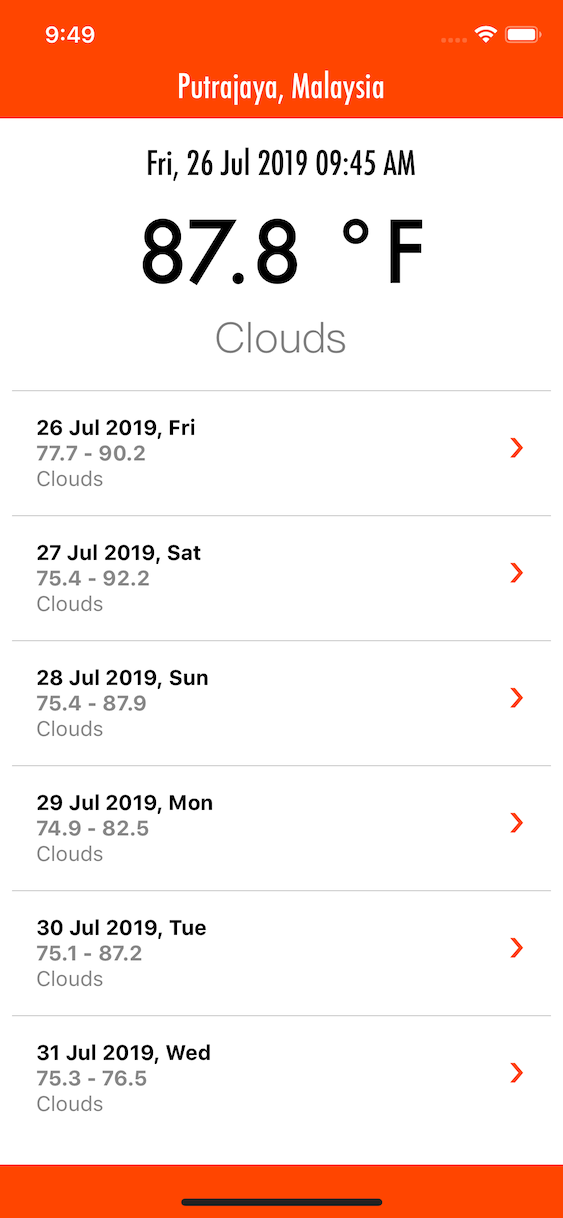 9:49
Putrajaya, Malaysia
Fri, 26 Jul 2019 09:45 AM
87.8 °F
Clouds
26 Jul 2019, Fri
77.7 - 90.2
Clouds
27 Jul 2019, Sat
75.4 - 92.2
Clouds
28 Jul 2019, Sun
75.4 - 87.9
Clouds
29 Jul 2019, Mon
74.9 - 82.5
Clouds
30 Jul 2019, Tue
75.1 - 87.2
Clouds
31 Jul 2019, Wed
75.3 - 76.5
Clouds